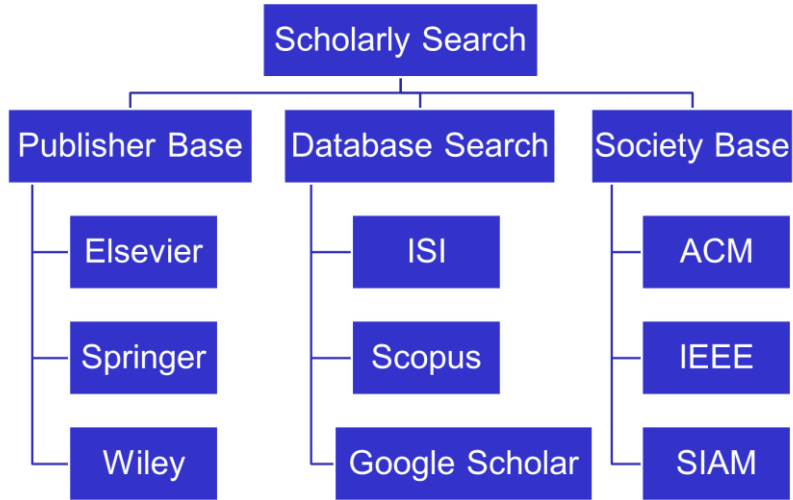 Scholarly Search
Publisher Base
Database Search
Society Base
Elsevier
ISI
ACM
Springer
Scopus
IEEE
Wiley
Google Scholar
SIAM